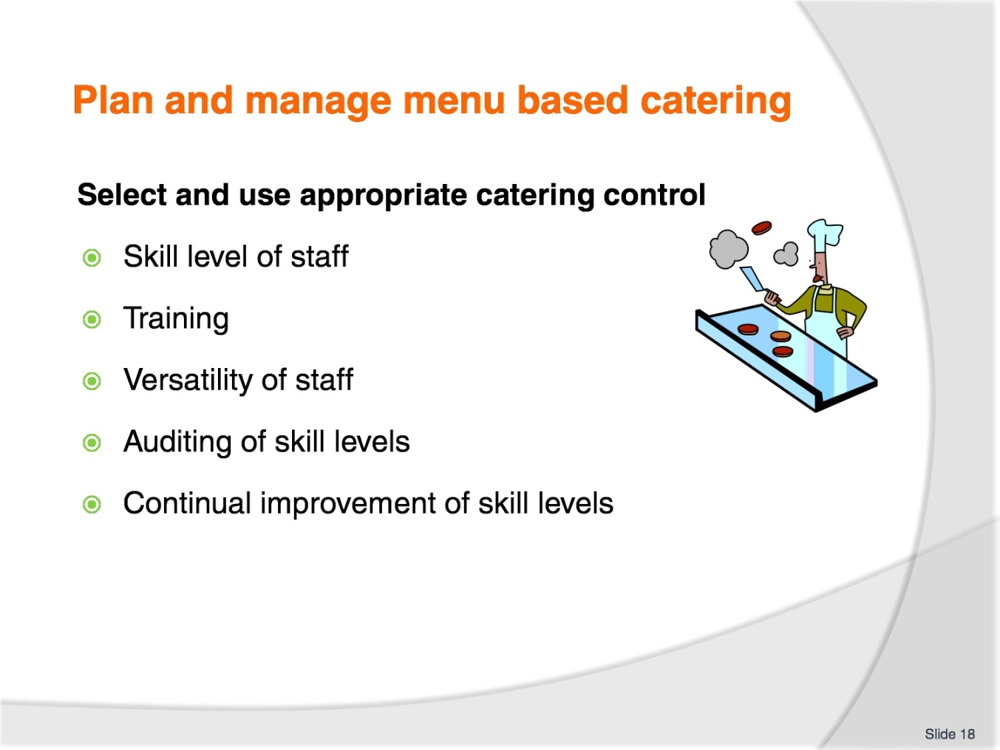 Plan and manage menu based catering
Select and use appropriate catering control
Skill level of staff
Training
Versatility of staff
Auditing of skill levels
Continual improvement of skill levels
Slide 18